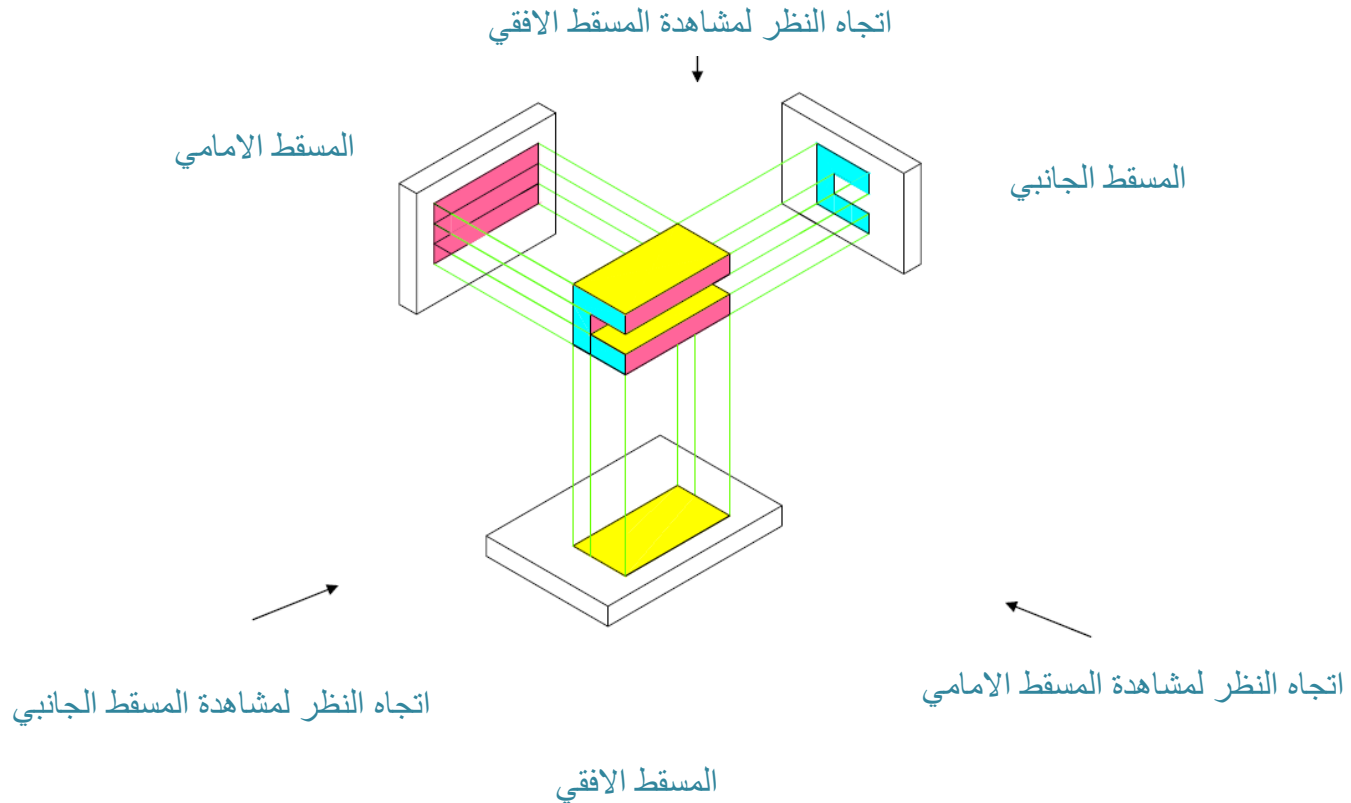 اتجاه النظر لمشاهدة المسقط الافقي
المسقط الامامي
المسقط الجانبي
اتجاه النظر لمشاهدة المسقط الامامي
اتجاه النظر لمشاهدة المسقط الجانبي
المسقط الافقي